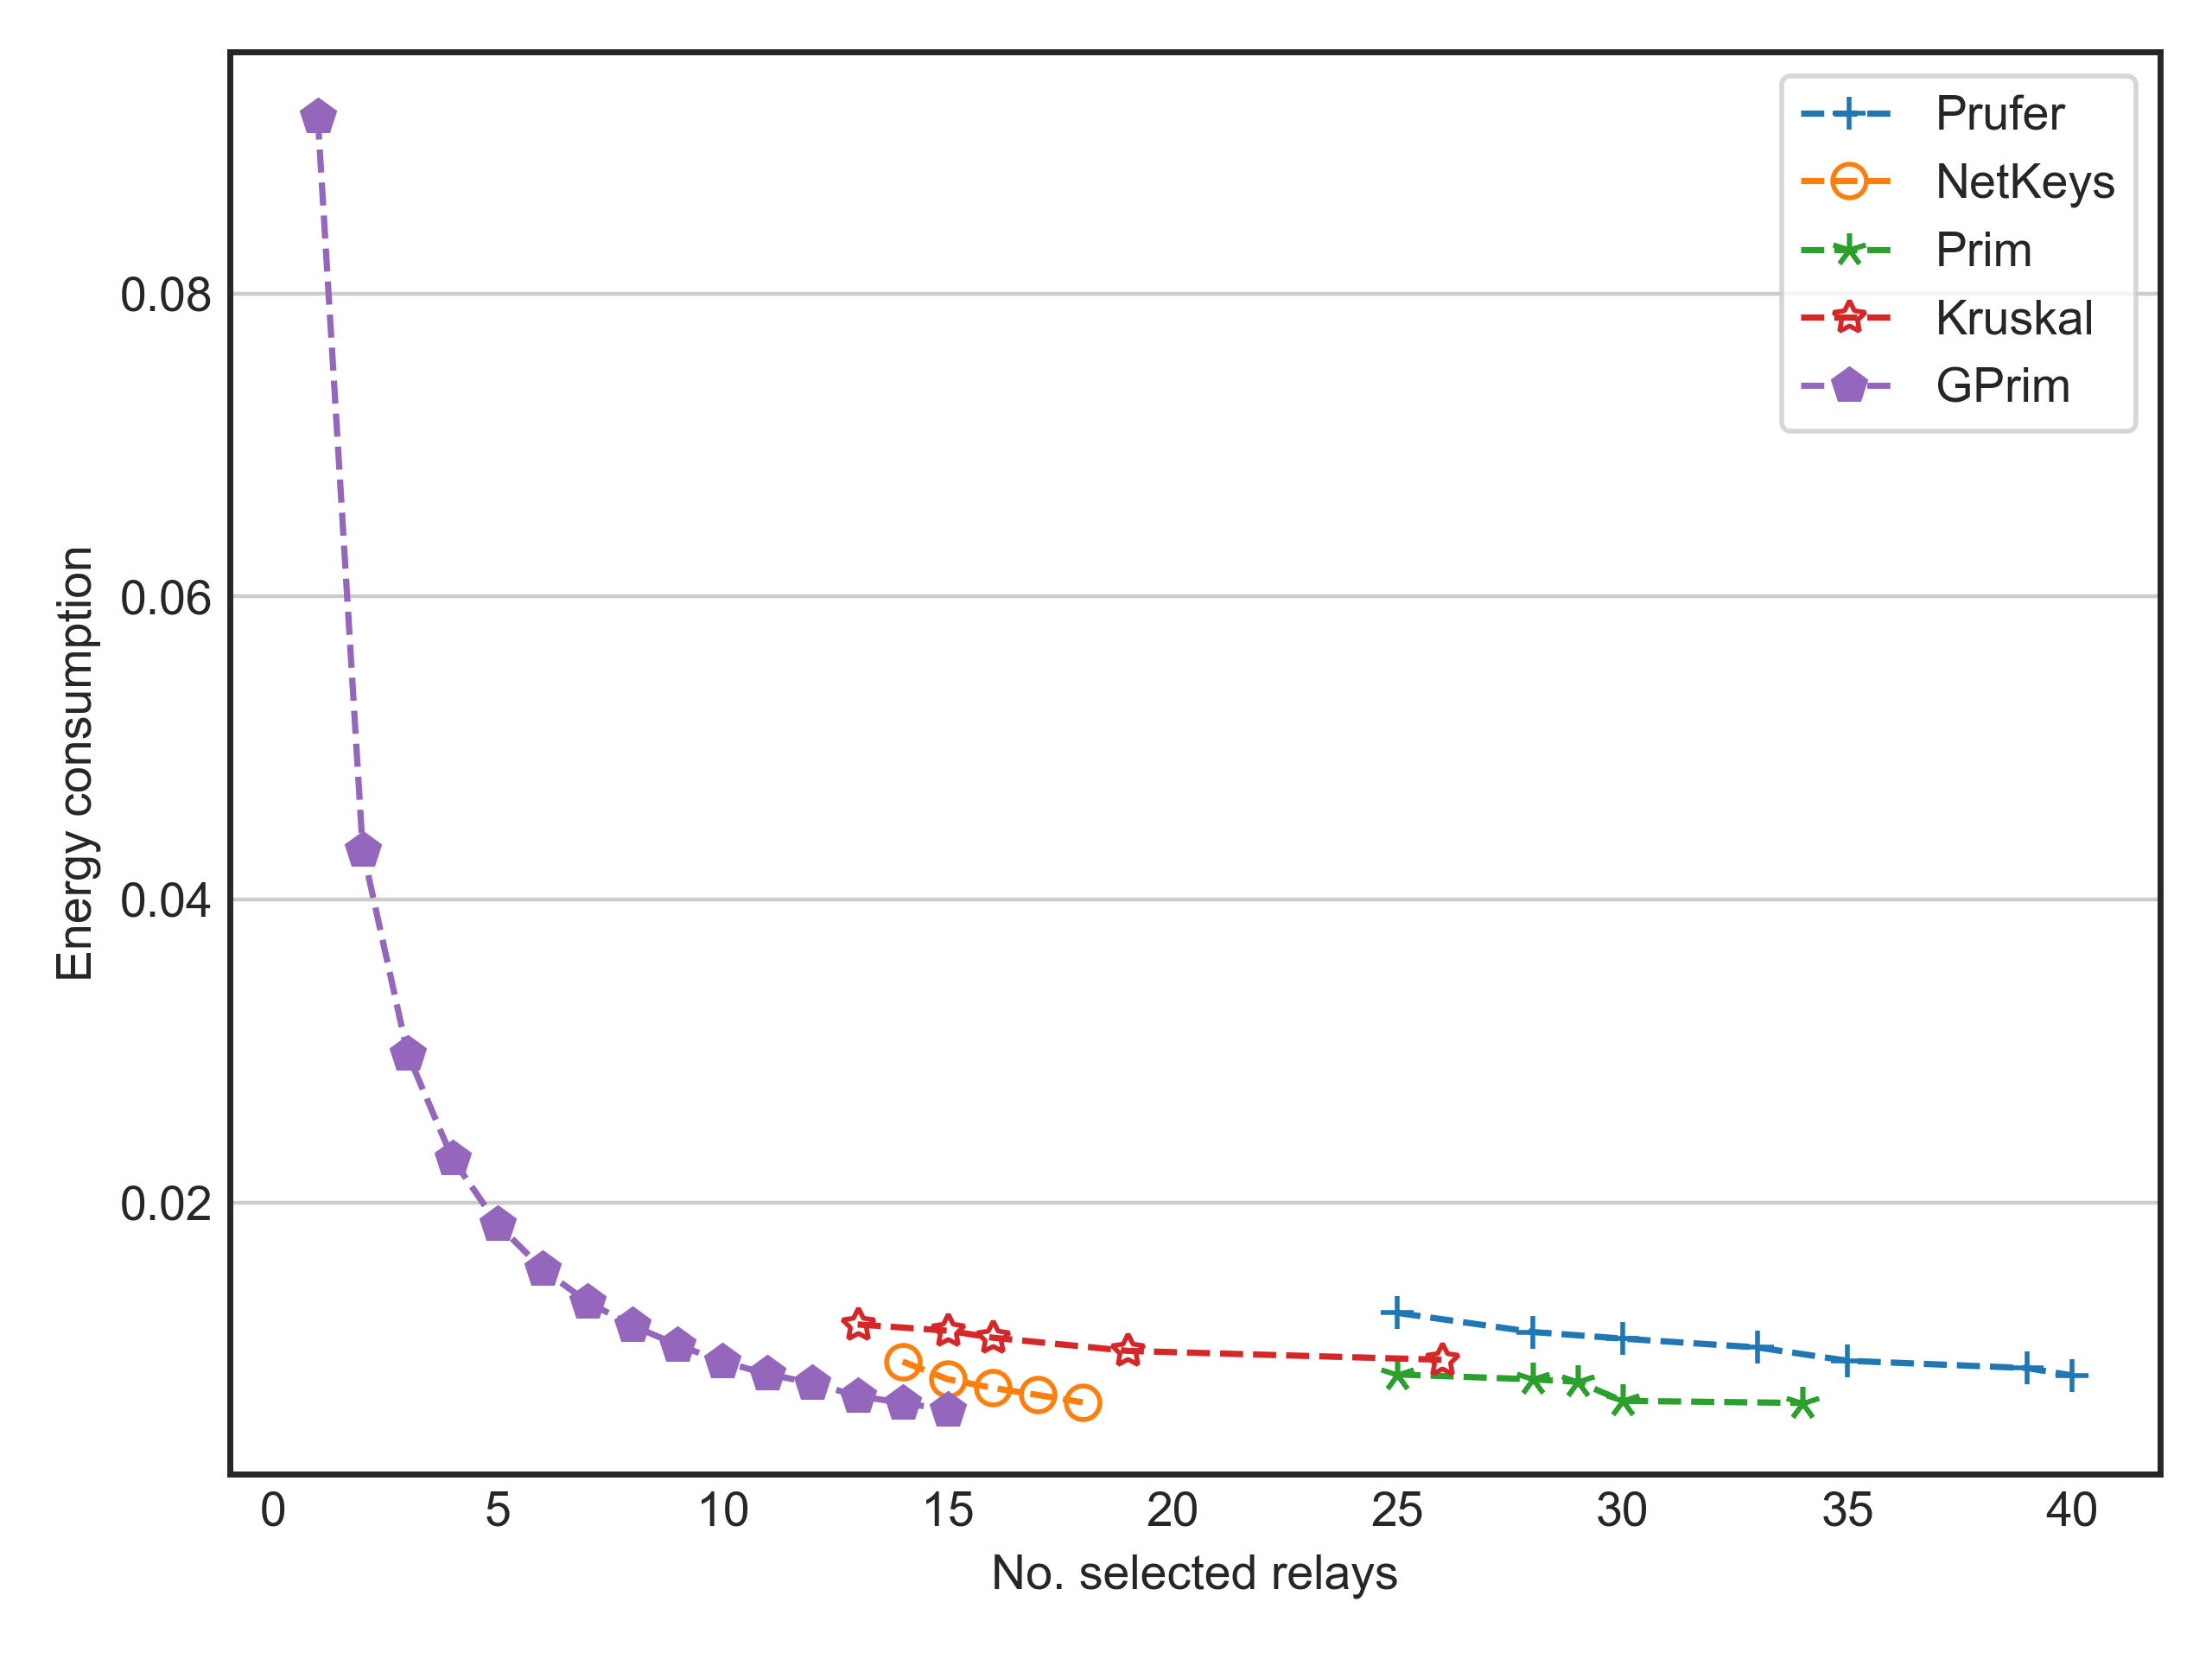 Prufer
NetKeys
Prim
Kruskal
GPrim
Energy consumption
0.08
0.06
0.04
0.02
0 5 10 15 20 25 30 35 40
No. selected relays